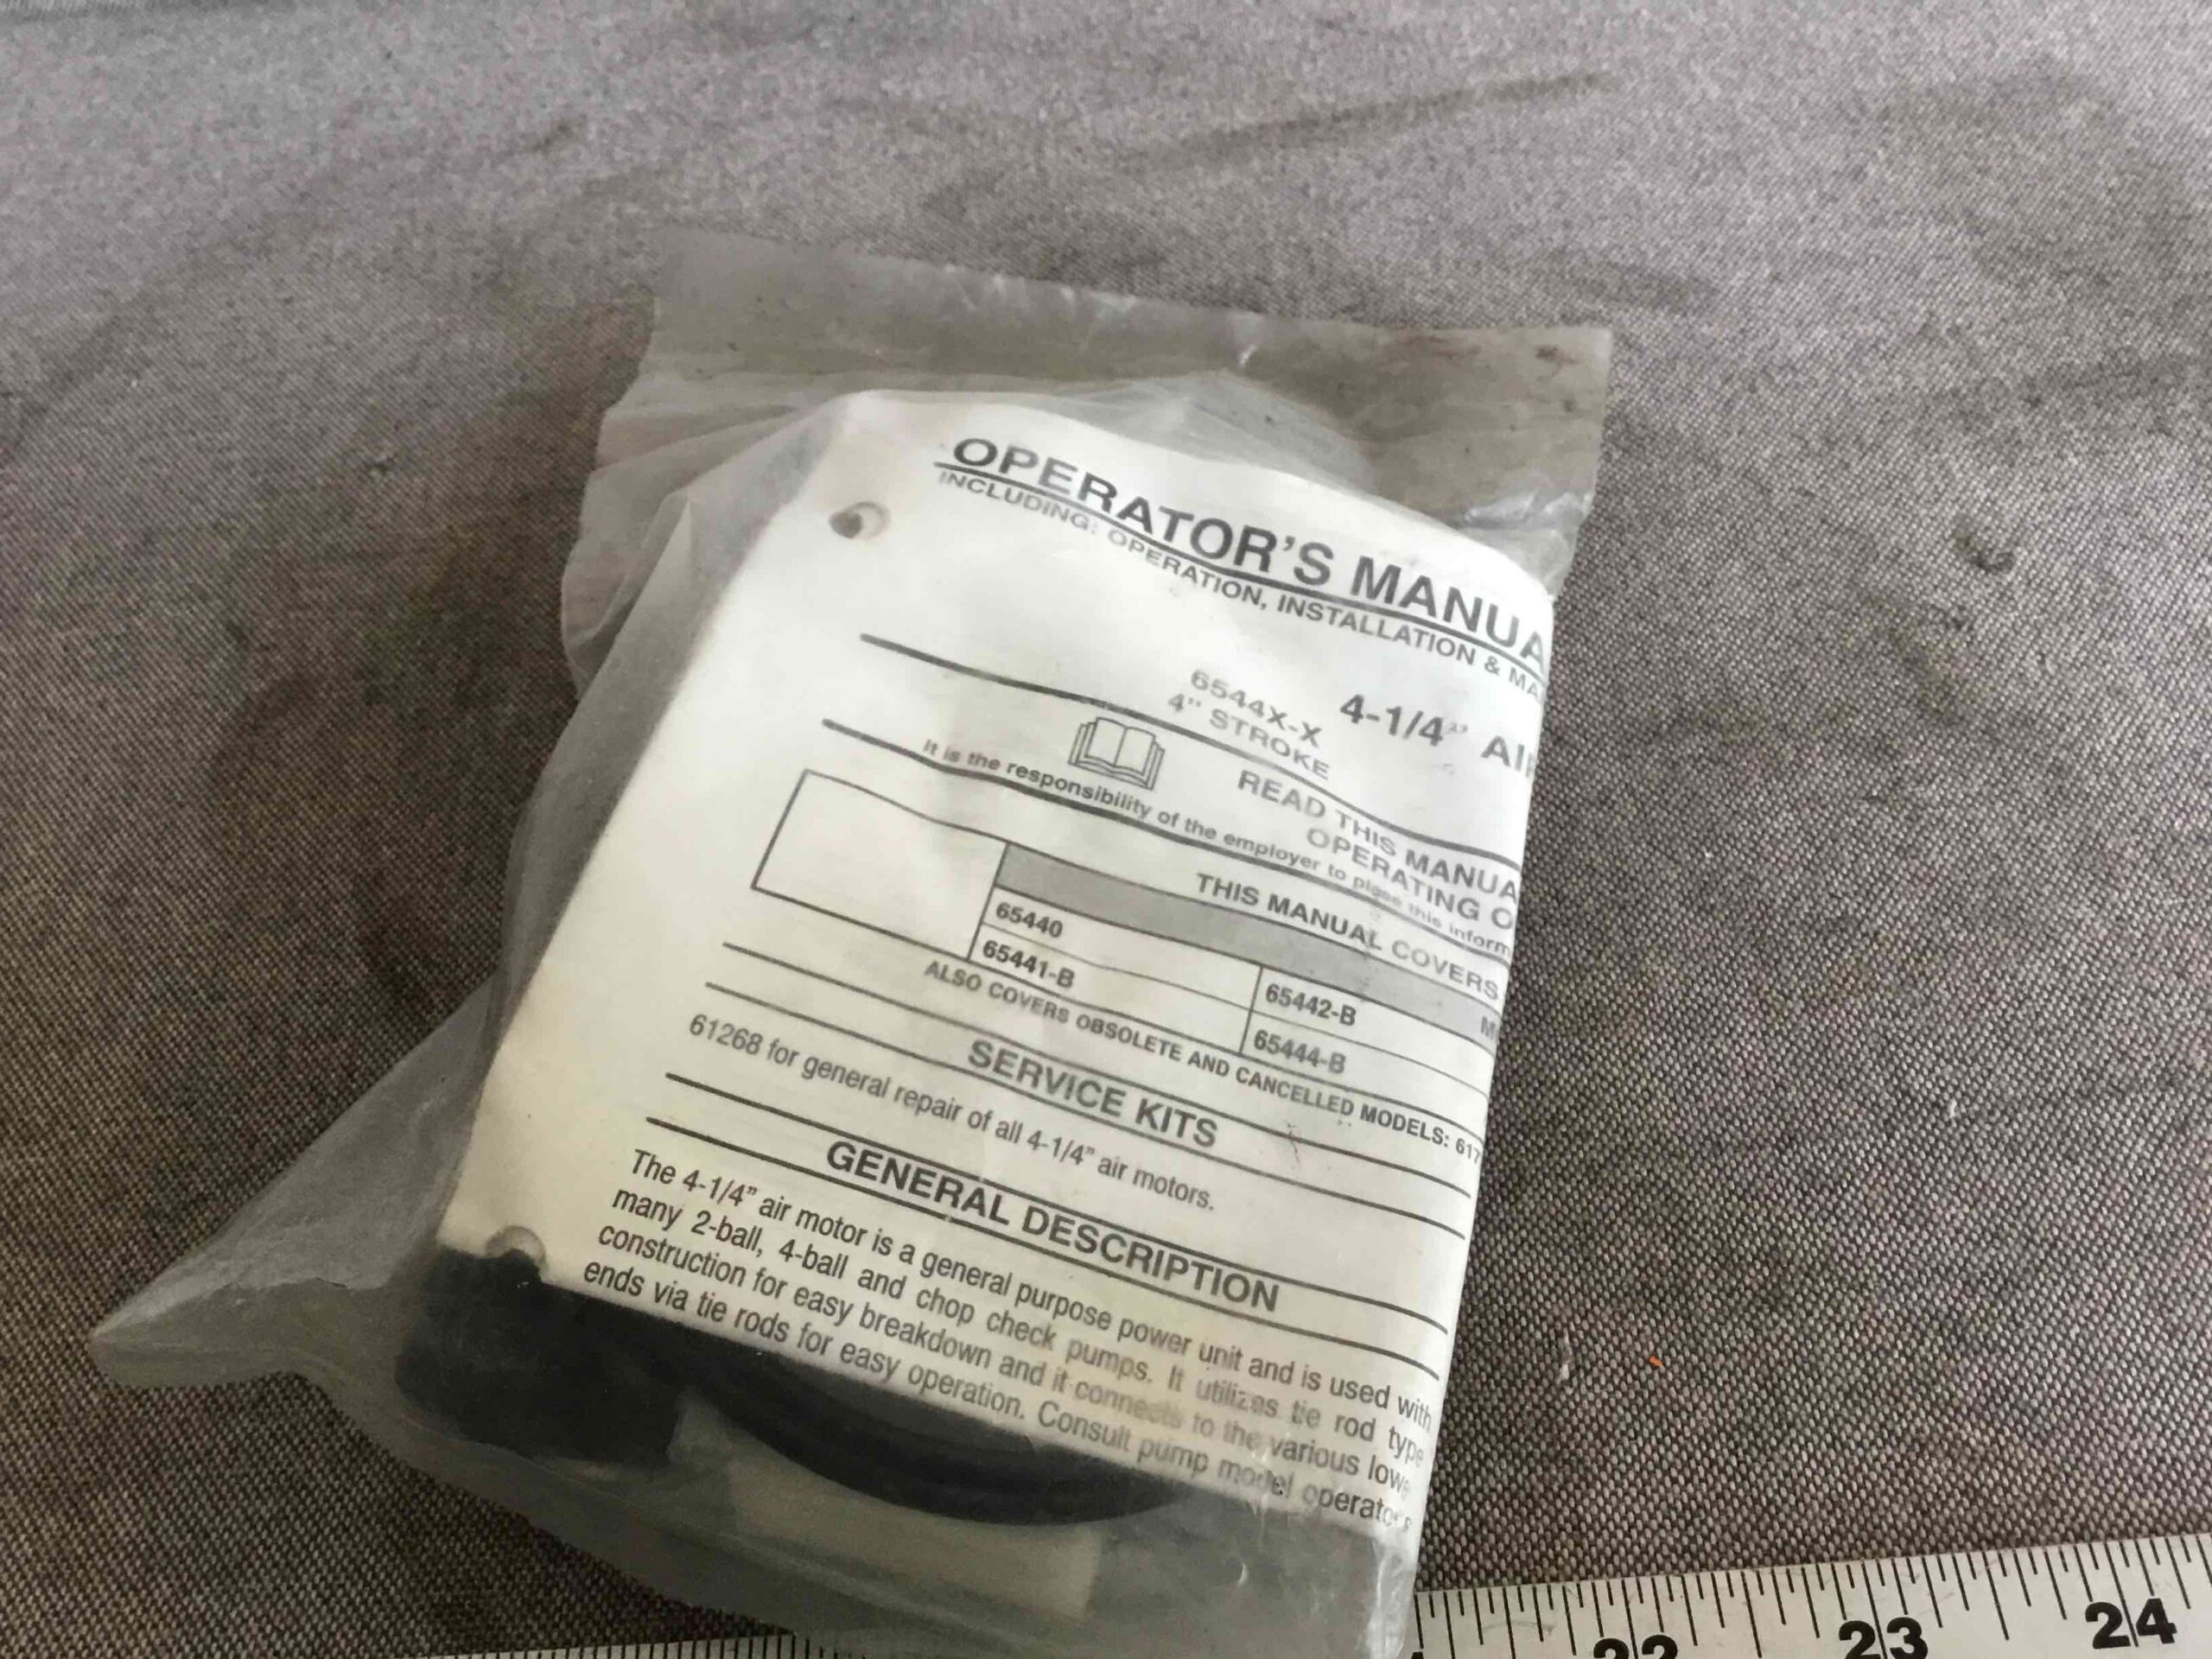 OPERATOR'S MANUA
INCLUDING: OPERATION, INSTALLATION & MA
6544X-X
4" STROKE
4-1/4" AIR
READ THIS MANUA
OPERATING O
It is the responsibility of the employer to place this inform
THIS MANUAL COVERS
M
65440
65442-B
65441-B
65444-B
ALSO COVERS OBSOLETE AND CANCELLED MODELS: 617
SERVICE KITS
61268 for general repair of all 4-1/4" air motors.
GENERAL DESCRIPTION
The 4-1/4" air motor is a general purpose power unit and is used with
many 2-ball, 4-ball and chop check pumps. It utilizes tie rod type
construction for easy breakdown and it connects to the various low
ends via tie rods for easy operation. Consult pump model operator
22 23 24